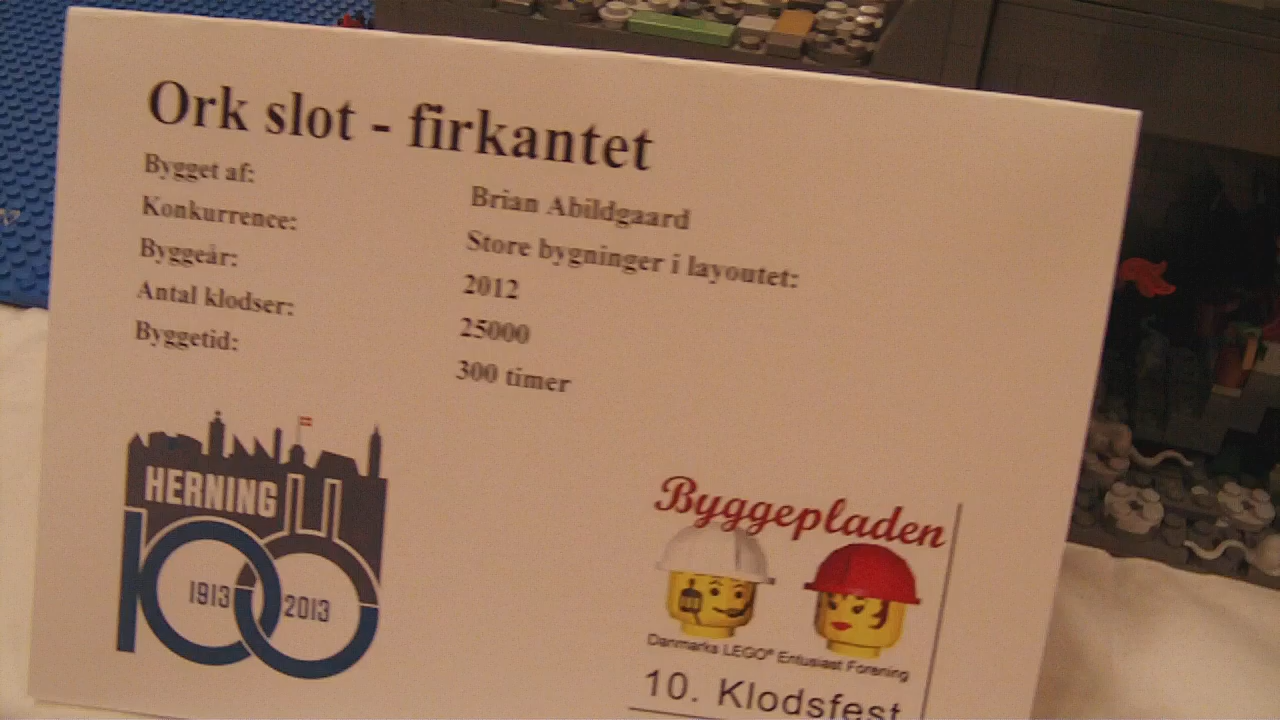 Ork slot - firkantet
Bygget af: Brian Abildgaard
Konkurrence: Store bygninger i layoutet:
Byggeår: 2012
Antal klodser: 25000
Byggetid: 300 timer
HERNING
100
1913 2013
Byggepladen
Danmarks LEGO® Entusiast Forening
10. Klodsfest